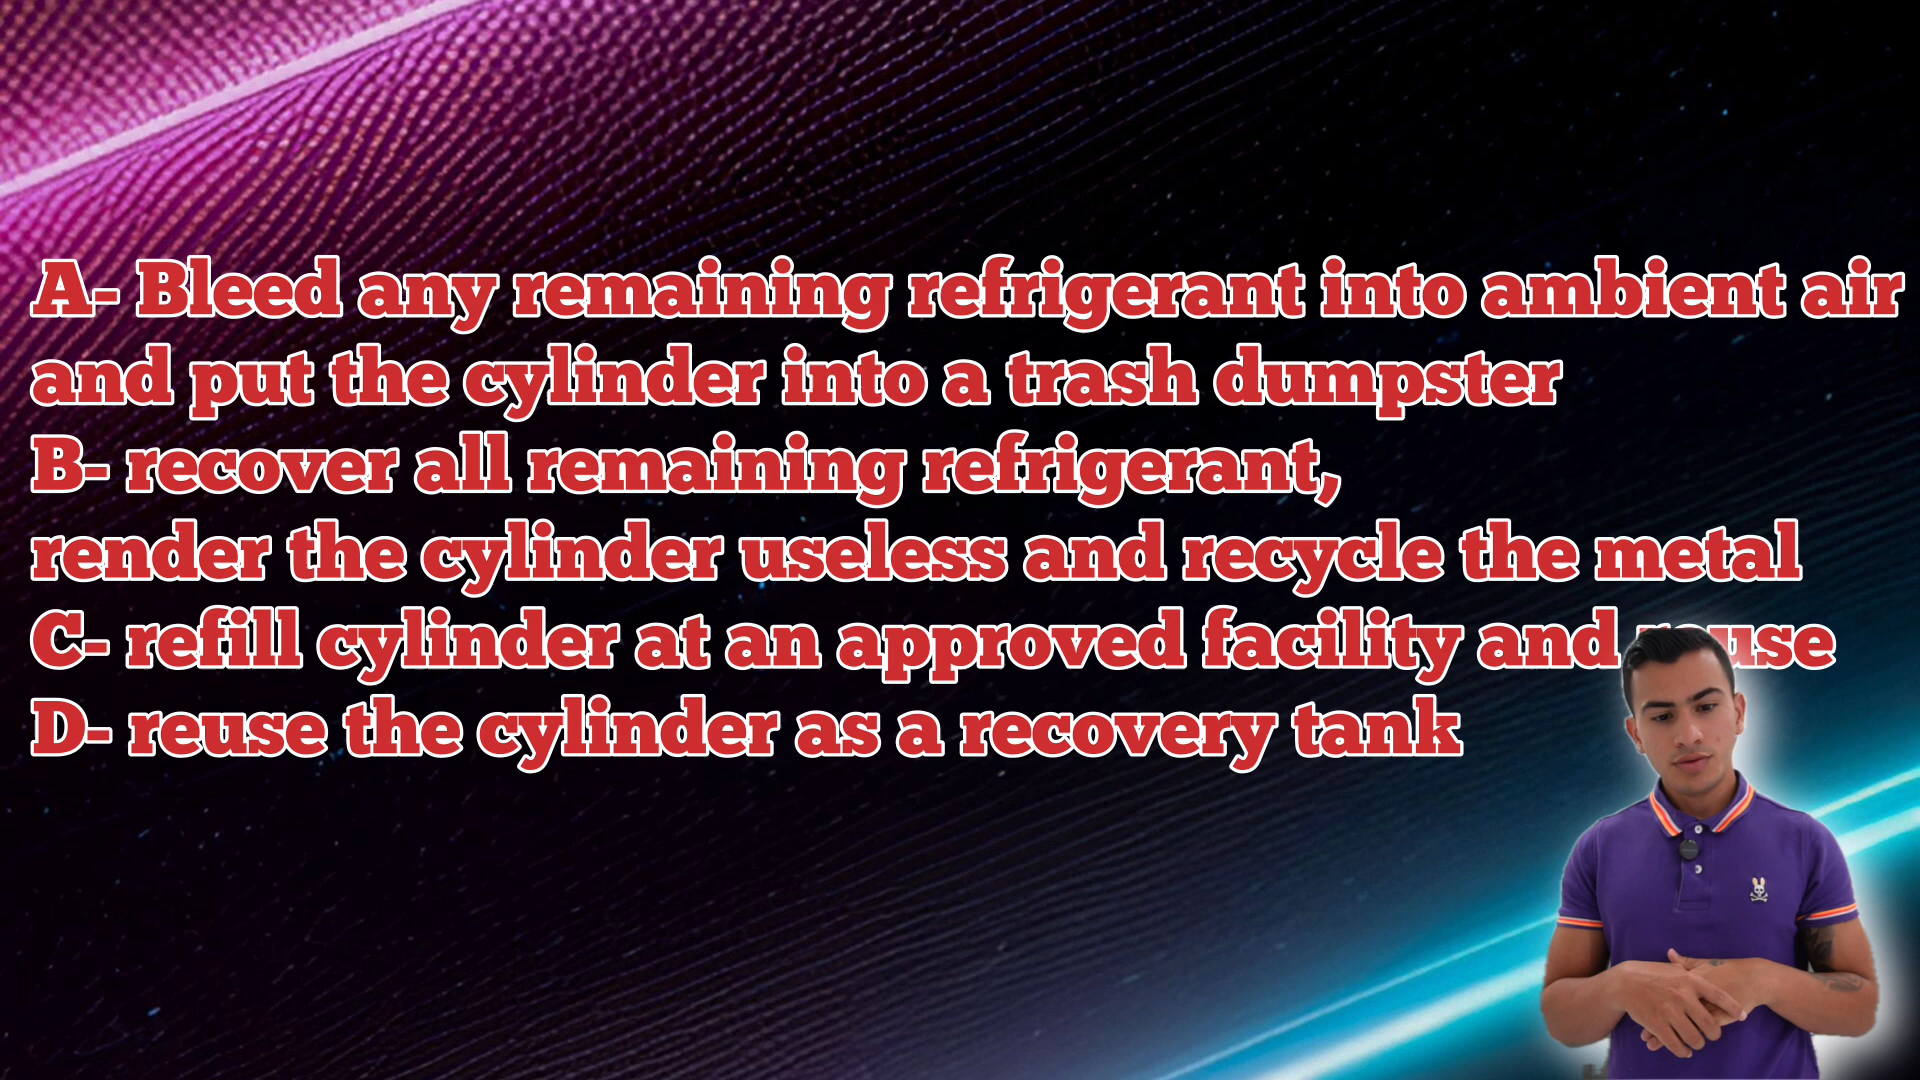 A- Bleed any remaining refrigerant into ambient air
and put the cylinder into a trash dumpster
B- recover all remaining refrigerant,
render the cylinder useless and recycle the metal
C- refill cylinder at an approved facility and
D- reuse the cylinder as a recovery tank